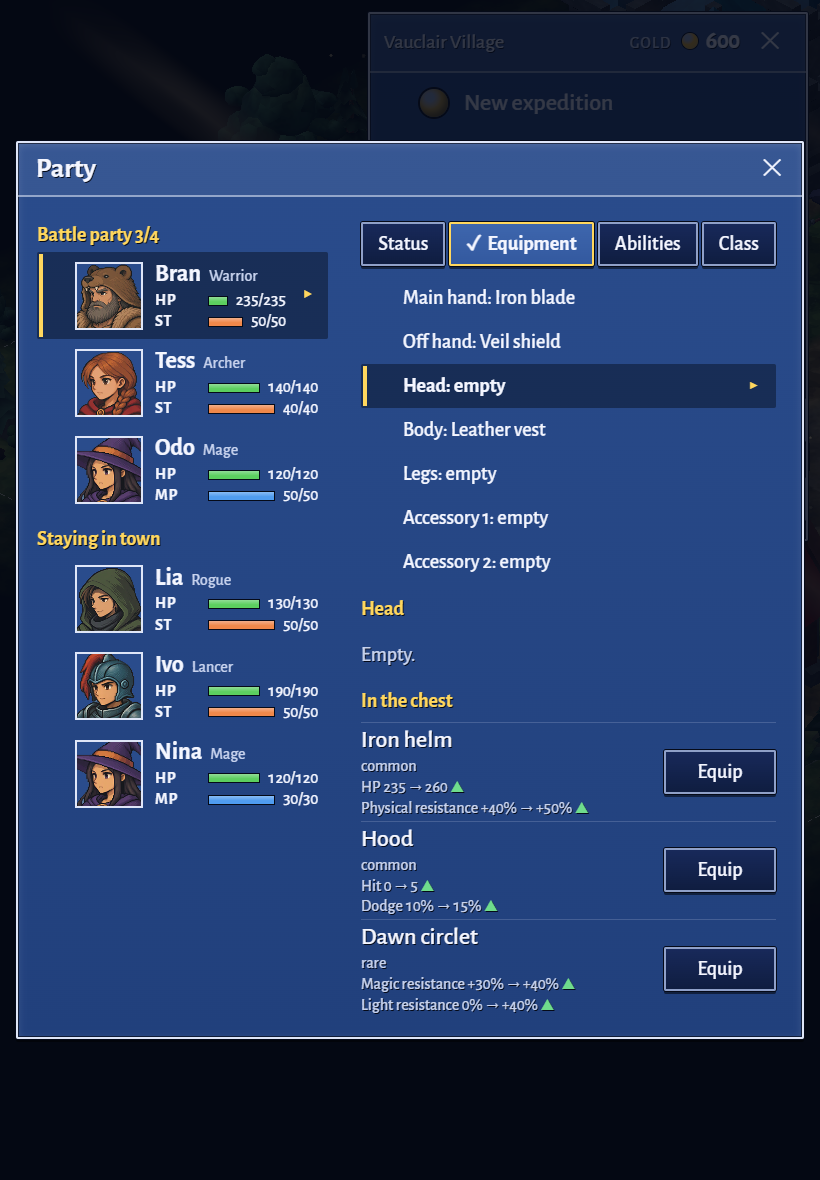 Vauclair Village GOLD 600
New expedition
Party
Battle party 3/4
Bran Warrior
HP 235/235
ST 50/50
Tess Archer
HP 140/140
ST 40/40
Odo Mage
HP 120/120
MP 50/50
Staying in town
Lia Rogue
HP 130/130
ST 50/50
Ivo Lancer
HP 190/190
ST 50/50
Nina Mage
HP 120/120
MP 30/30
Status ✓ Equipment Abilities Class
Main hand: Iron blade
Off hand: Veil shield
Head: empty
Body: Leather vest
Legs: empty
Accessory 1: empty
Accessory 2: empty
Head
Empty.
In the chest
Iron helm
common
HP 235 → 260 ▲
Physical resistance +40% → +50% ▲
Equip
Hood
common
Hit 0 → 5 ▲
Dodge 10% → 15% ▲
Equip
Dawn circlet
rare
Magic resistance +30% → +40% ▲
Light resistance 0% → +40% ▲
Equip